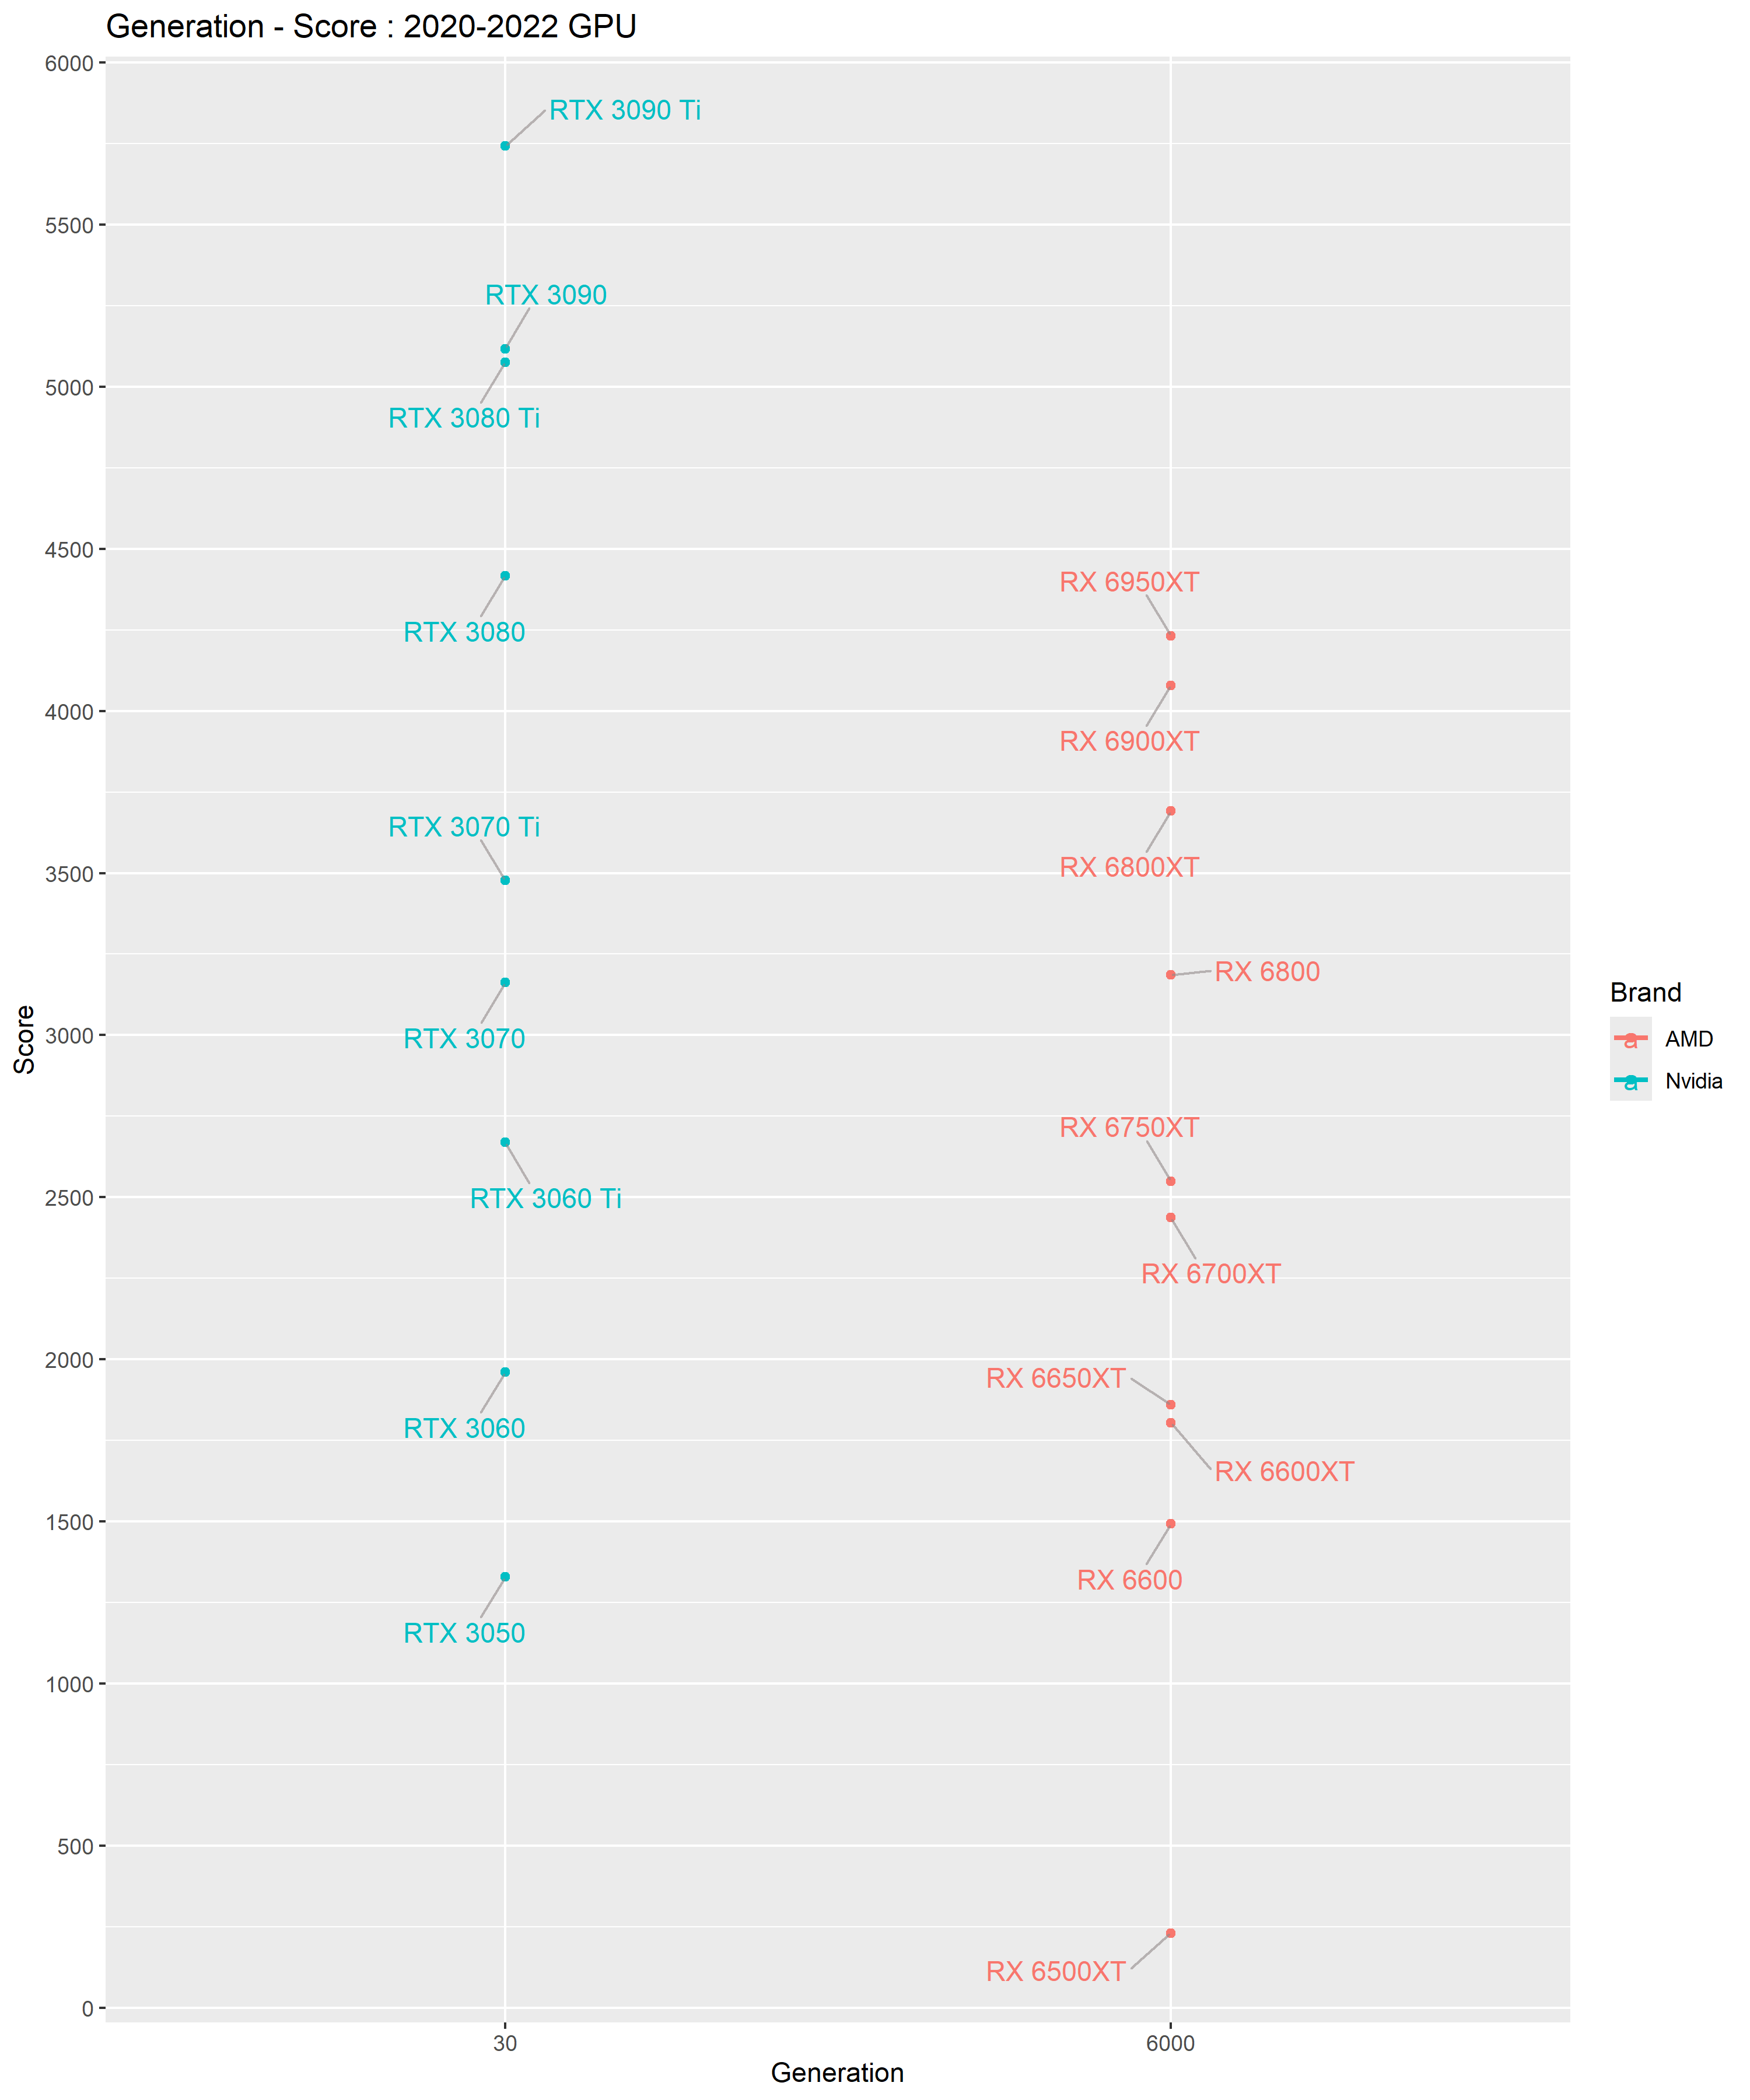 Generation - Score : 2020-2022 GPU
6000
RTX 3090 Ti
5500
RTX 3090
5000
RTX 3080 Ti
4500
RX 6950XT
RTX 3080
4000
RX 6900XT
RTX 3070 Ti
3500
RX 6800XT
RX 6800
Brand
3000
RTX 3070
Score
a AMD
a Nvidia
RX 6750XT
2500
RTX 3060 Ti
RX 6700XT
2000
RX 6650XT
RTX 3060
RX 6600XT
1500
RX 6600
RTX 3050
1000
500
RX 6500XT
0
30
6000
Generation